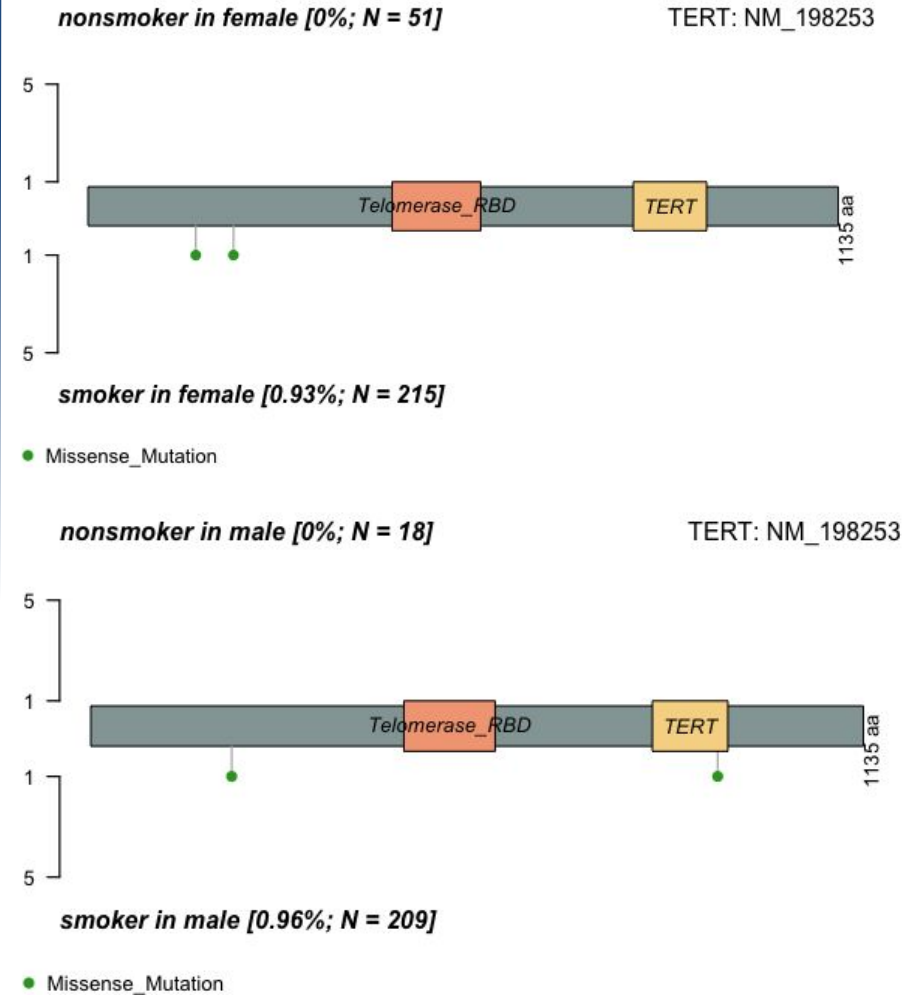 nonsmoker in female [0%; N = 51] TERT: NM_198253
5
1
Telomerase_RBD TERT
1135 aa
1
5
smoker in female [0.93%; N = 215]
Missense_Mutation
nonsmoker in male [0%; N = 18] TERT: NM_198253
5
1
Telomerase_RBD TERT
1135 aa
1
5
smoker in male [0.96%; N = 209]
Missense_Mutation